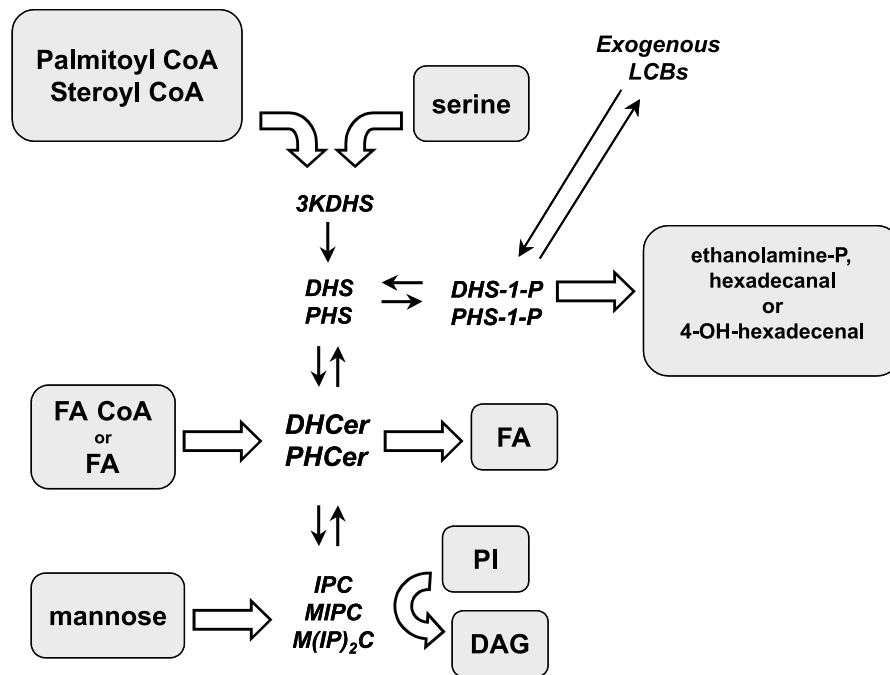 Palmitoyl CoA
Steroyl CoA
serine
Exogenous
LCBs
3KDHS
DHS
PHS
DHS-1-P
PHS-1-P
ethanolamine-P,
hexadecanal
or
4-OH-hexadecenal
FA CoA
or
FA
DHCer
PHCer
FA
mannose
IPC
MIPC
M(IP)₂C
PI
DAG